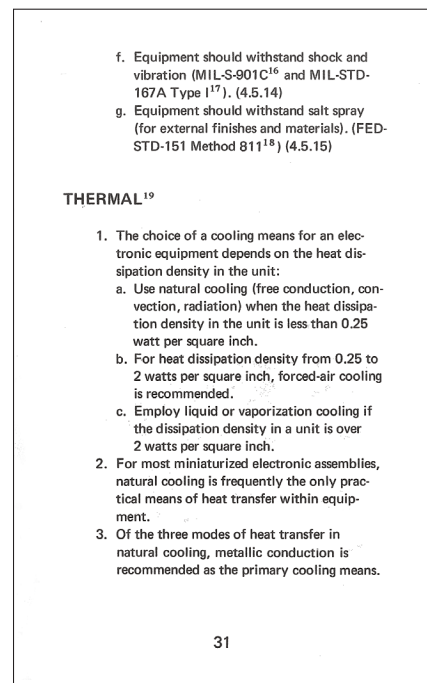 f. Equipment should withstand shock and
vibration (MIL-S-901C¹⁶ and MIL-STD-
167A Type I¹⁷). (4.5.14)
g. Equipment should withstand salt spray
(for external finishes and materials). (FED-
STD-151 Method 811¹⁸) (4.5.15)
THERMAL¹⁹
1. The choice of a cooling means for an elec-
tronic equipment depends on the heat dis-
sipation density in the unit:
a. Use natural cooling (free conduction, con-
vection, radiation) when the heat dissipa-
tion density in the unit is less than 0.25
watt per square inch.
b. For heat dissipation density from 0.25 to
2 watts per square inch, forced-air cooling
is recommended.
c. Employ liquid or vaporization cooling if
the dissipation density in a unit is over
2 watts per square inch.
2. For most miniaturized electronic assemblies,
natural cooling is frequently the only prac-
tical means of heat transfer within equip-
ment.
3. Of the three modes of heat transfer in
natural cooling, metallic conduction is
recommended as the primary cooling means.
31